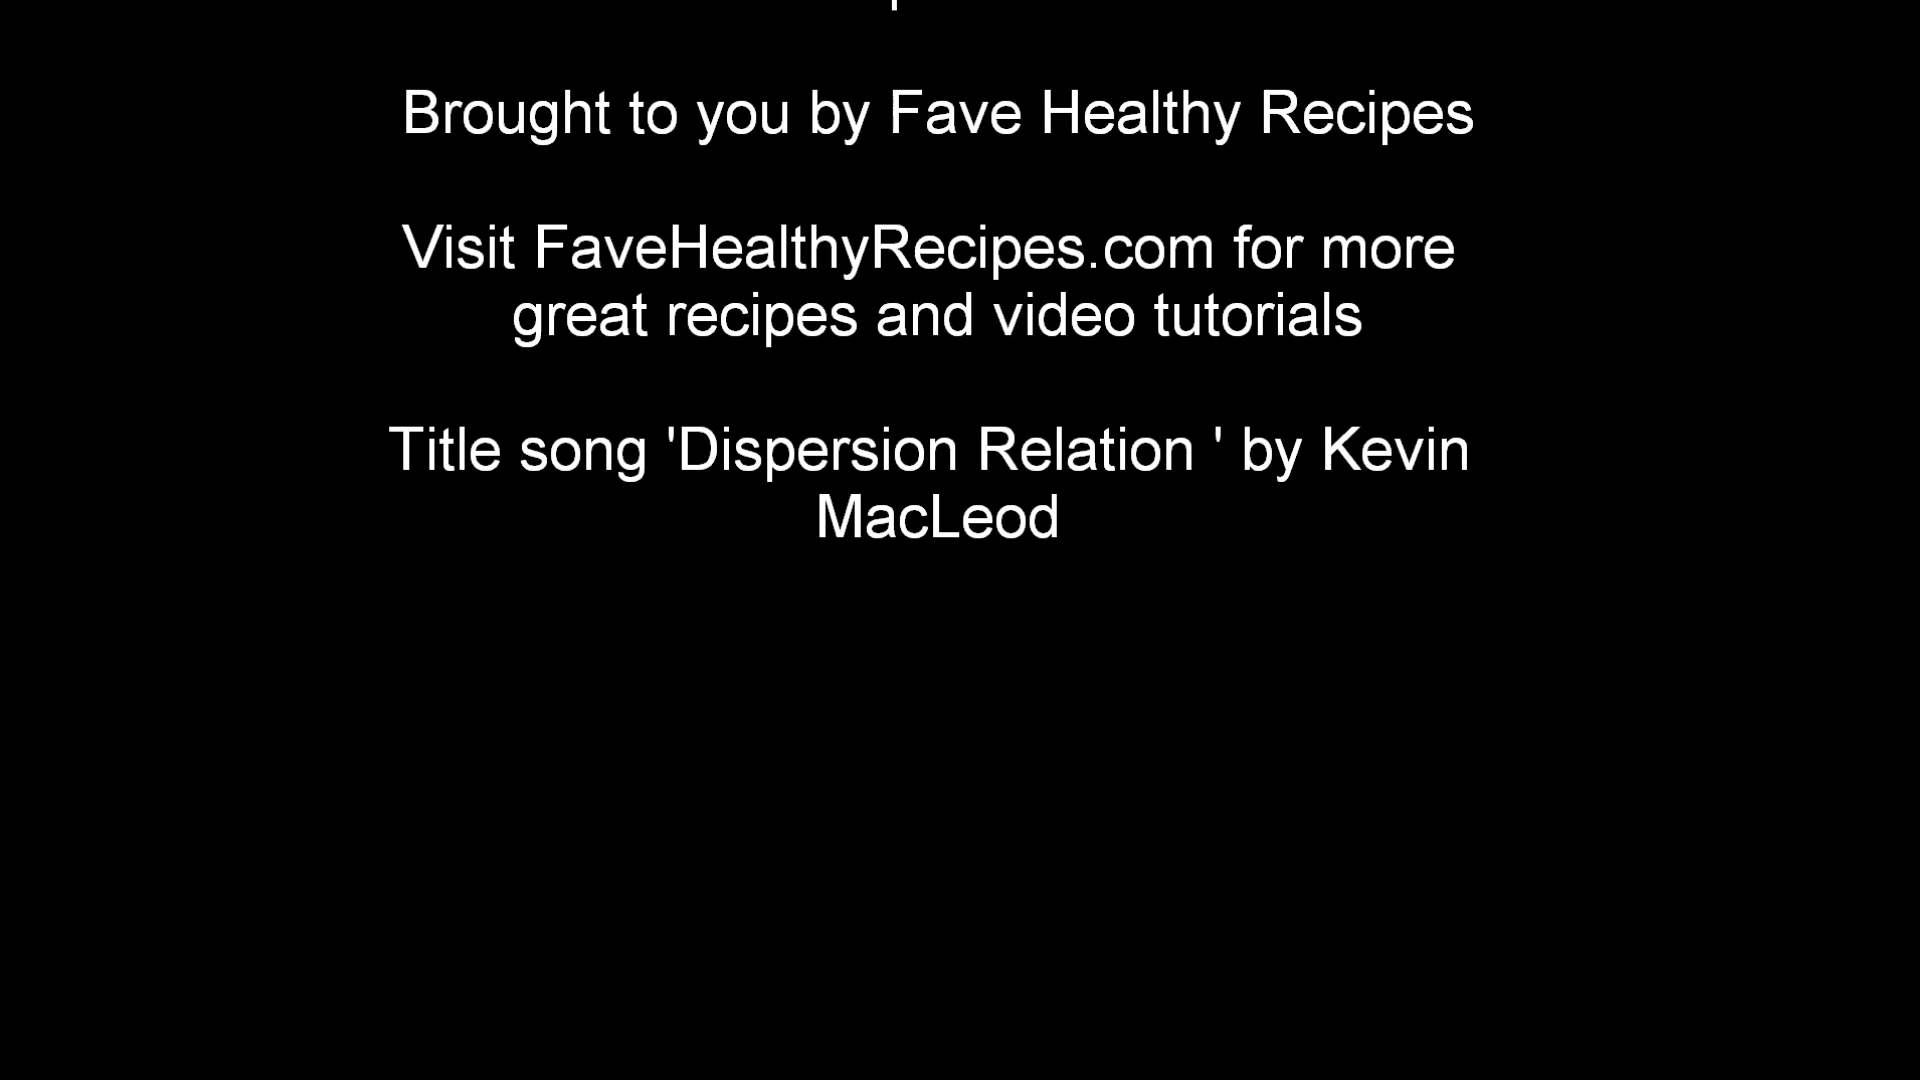 Brought to you by Fave Healthy Recipes
Visit FaveHealthyRecipes.com for more
great recipes and video tutorials
Title song 'Dispersion Relation ' by Kevin
MacLeod